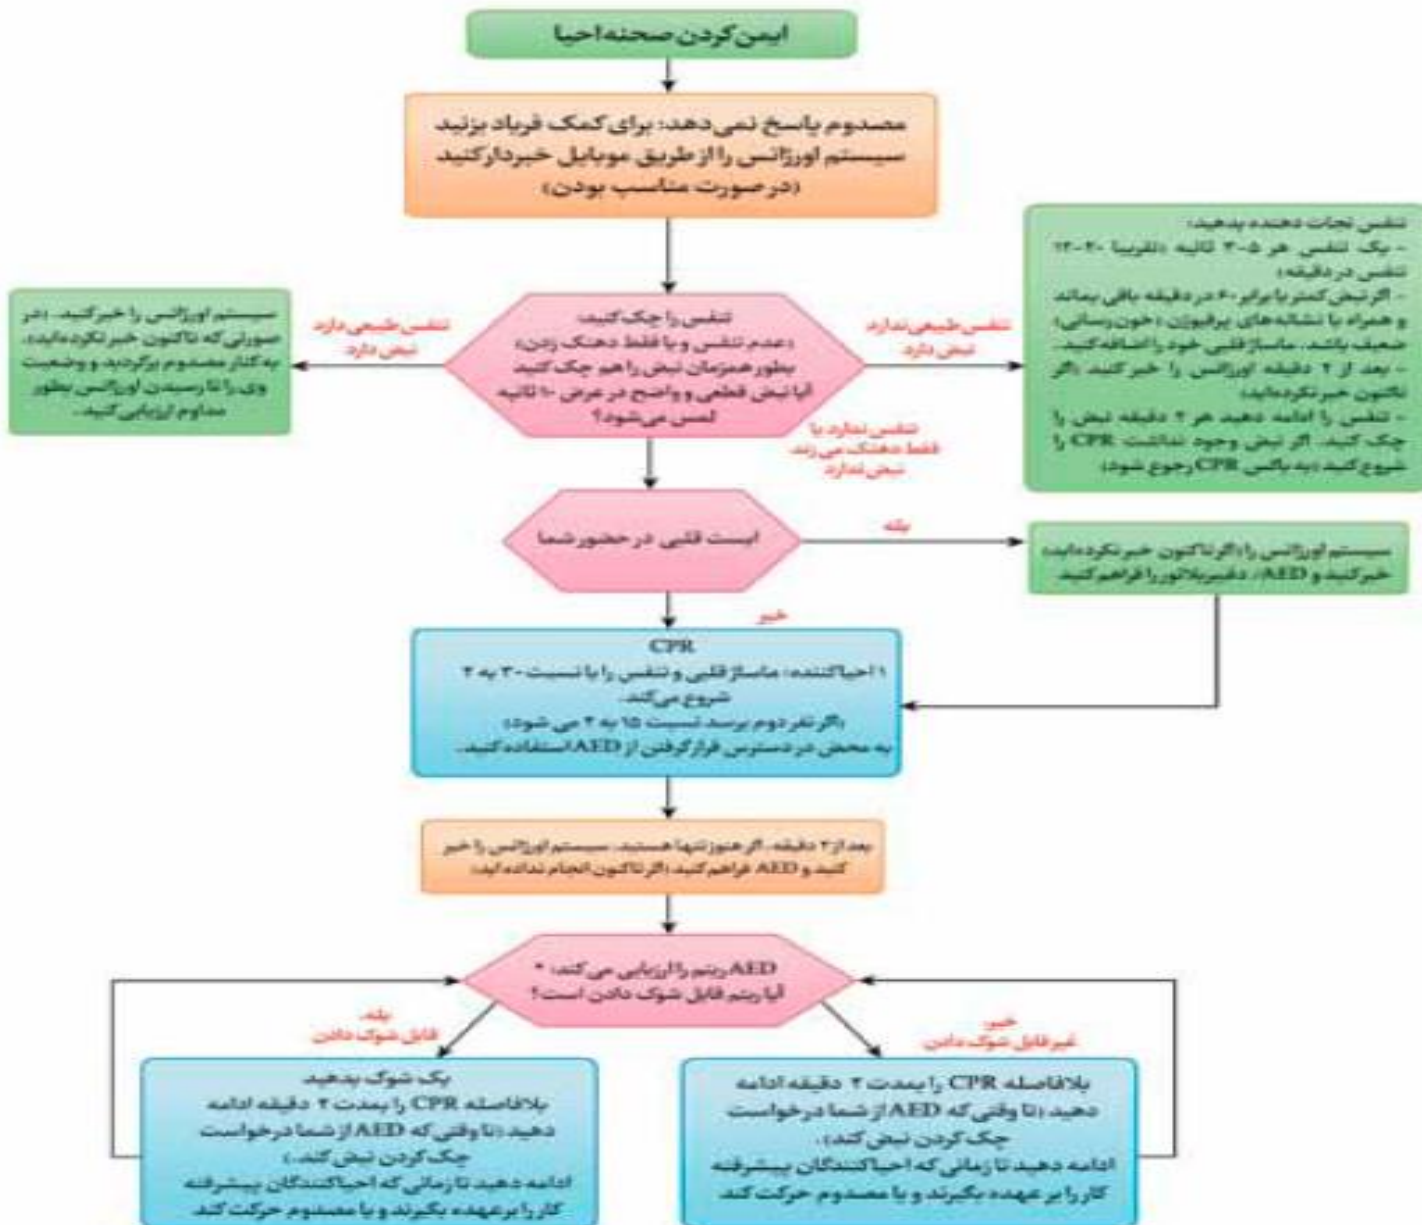 ایمن کردن صحنه احیا
مصدوم پاسخ نمی‌دهد: برای کمک فریاد بزنید
سیستم اورژانس را از طریق موبایل خبردار کنید
(در صورت مناسب بودن)
تنفس نجات دهنده بدهید:
- یک تنفس هر ۵-۳ ثانیه (تقریبا ۲۰-۱۲
تنفس در دقیقه)
- اگر نبض کمتر یا برابر ۶۰ در دقیقه باقی بماند
و همراه با نشانه‌های پرفیوژن (خون رسانی)
ضعیف باشد، ماساژ قلبی خود را اضافه کنید.
- بعد از ۲ دقیقه اورژانس را خبر کنید (اگر
تاکنون خبر نکرده‌اید)
- تنفس را ادامه دهید هر ۲ دقیقه نبض را
چک کنید. اگر نبض وجود نداشت CPR را
شروع کنید (به باکس CPR رجوع شود)
تنفس طبیعی ندارد
نبض دارد
تنفس را چک کنید:
(عدم تنفس و یا فقط دهنک زدن)
بطور همزمان نبض را هم چک کنید
آیا نبض قطعی و واضح در عرض ۱۰ ثانیه
لمس می‌شود؟
تنفس طبیعی دارد
نبض دارد
سیستم اورژانس را خبر کنید. (در
صورتی که تاکنون خبر نکرده‌اید).
به کنار مصدوم برگردید و وضعیت
وی را تا رسیدن اورژانس بطور
مداوم ارزیابی کنید.
تنفس ندارد یا
فقط دهنک می زند
نبض ندارد
ایست قلبی در حضور شما
بله
سیستم اورژانس را (اگر تاکنون خبر نکرده‌اید)
خبر کنید و AED/ دفیبریلاتور را فراهم کنید.
خیر
CPR
۱ احیاکننده: ماساژ قلبی و تنفس را با نسبت ۳۰ به ۲
شروع می‌کند.
(اگر نفر دوم برسد نسبت ۱۵ به ۲ می شود)
به محض در دسترس قرار گرفتن از AED استفاده کنید.
بعد از ۲ دقیقه، اگر هنوز تنها هستید، سیستم اورژانس را خبر
کنید و AED فراهم کنید (اگر تاکنون انجام نداده اید)
AED ریتم را ارزیابی می‌کند: *
آیا ریتم قابل شوک دادن است؟
خیر،
غیر قابل شوک دادن
بله،
قابل شوک دادن
بلافاصله CPR را بمدت ۲ دقیقه ادامه
دهید (تا وقتی که AED از شما درخواست
چک کردن نبض کند).
ادامه دهید تا زمانی که احیاکنندگان پیشرفته
کار را بر عهده بگیرند و یا مصدوم حرکت کند.
یک شوک بدهید
بلافاصله CPR را بمدت ۲ دقیقه ادامه
دهید (تا وقتی که AED از شما درخواست
چک کردن نبض کند.)
ادامه دهید تا زمانی که احیاکنندگان پیشرفته
کار را بر عهده بگیرند و یا مصدوم حرکت کند.